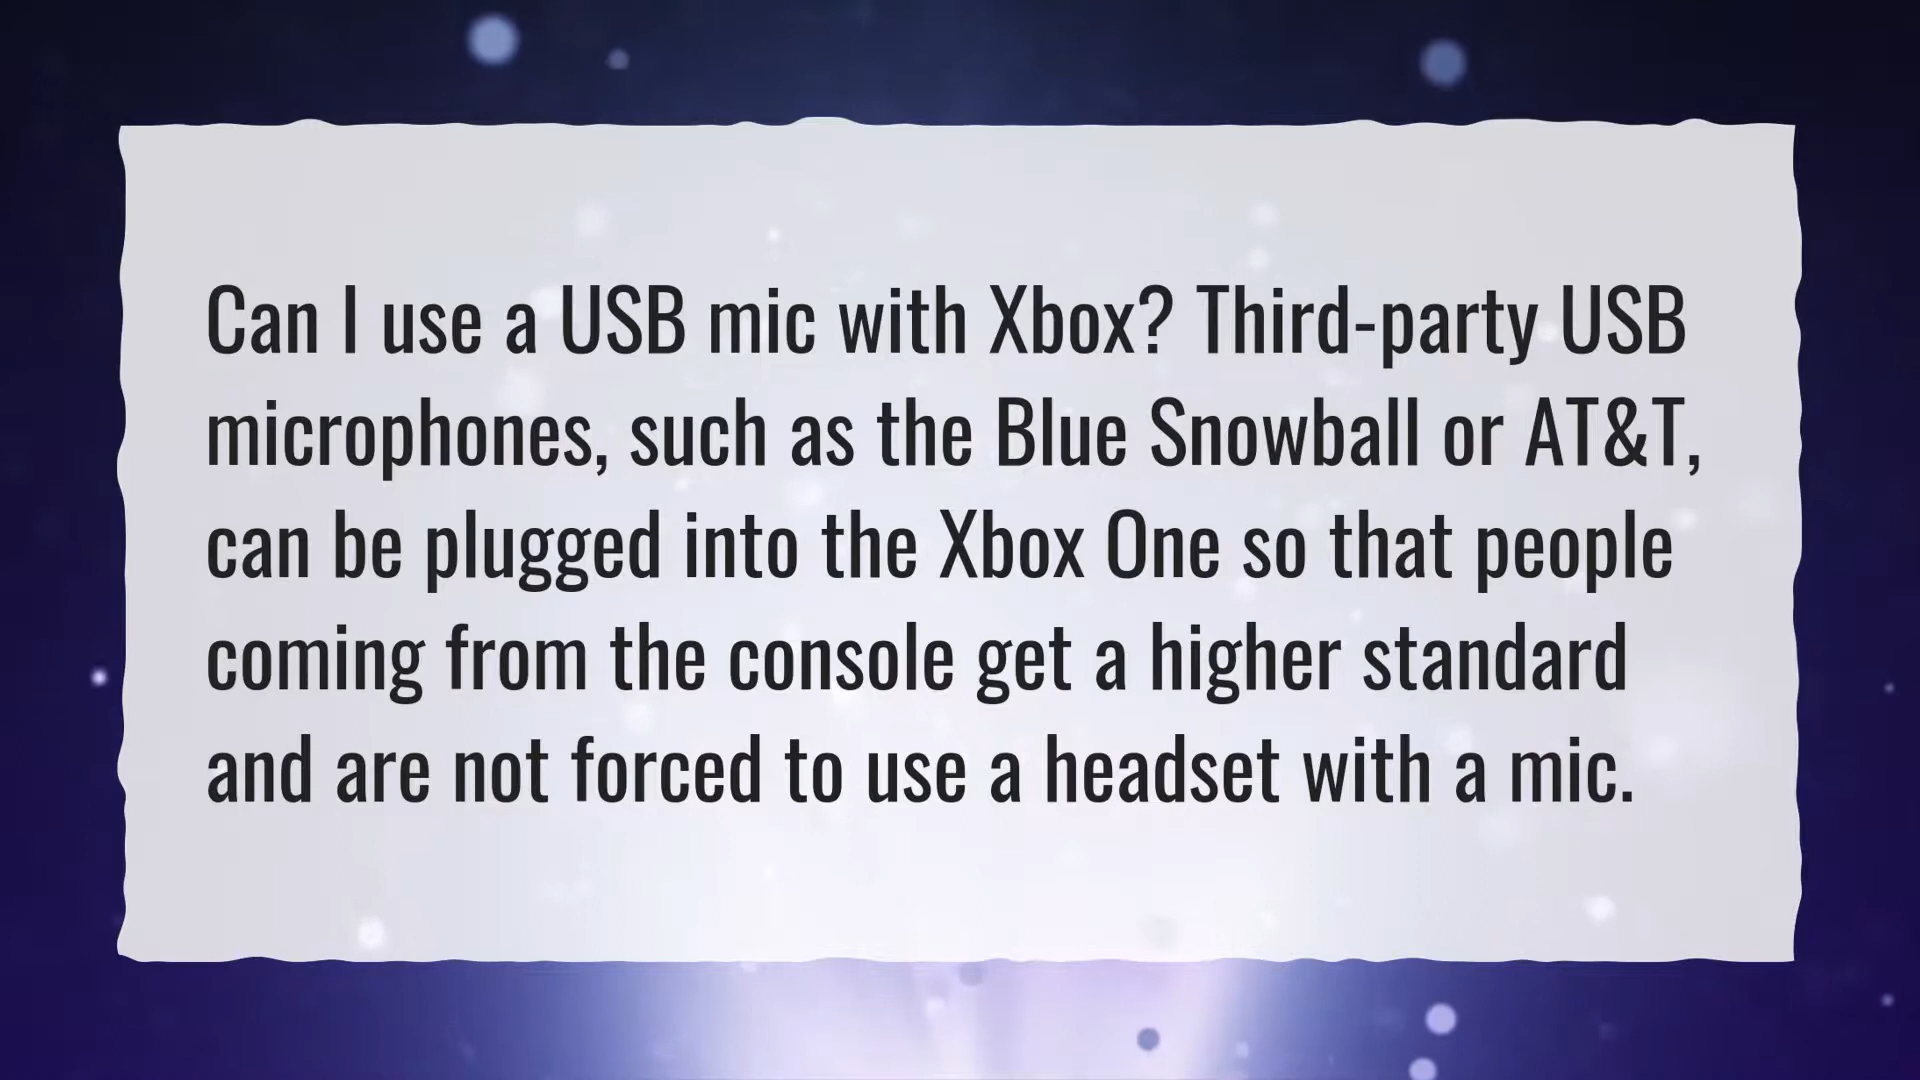 Can I use a USB mic with Xbox? Third-party USB
microphones, such as the Blue Snowball or AT&T,
can be plugged into the Xbox One so that people
coming from the console get a higher standard
and are not forced to use a headset with a mic.